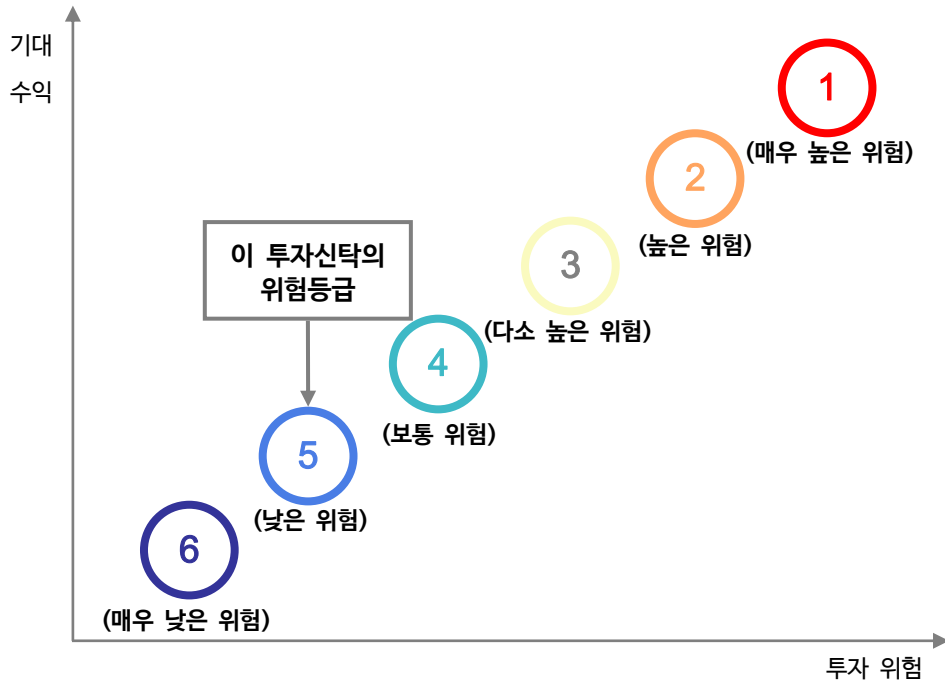 기대
수익
1
(매우 높은 위험)
2
(높은 위험)
이 투자신탁의
위험등급
3
(다소 높은 위험)
4
(보통 위험)
5
(낮은 위험)
6
(매우 낮은 위험)
투자 위험